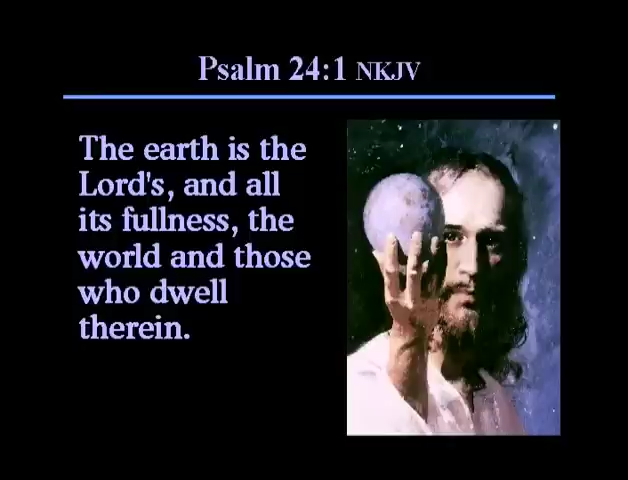 Psalm 24:1 NKJV
The earth is the
Lord's, and all
its fullness, the
world and those
who dwell
therein.